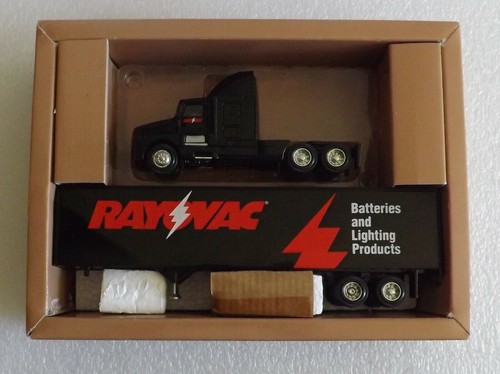 RAYOVAC®
Batteries
and
Lighting
Products